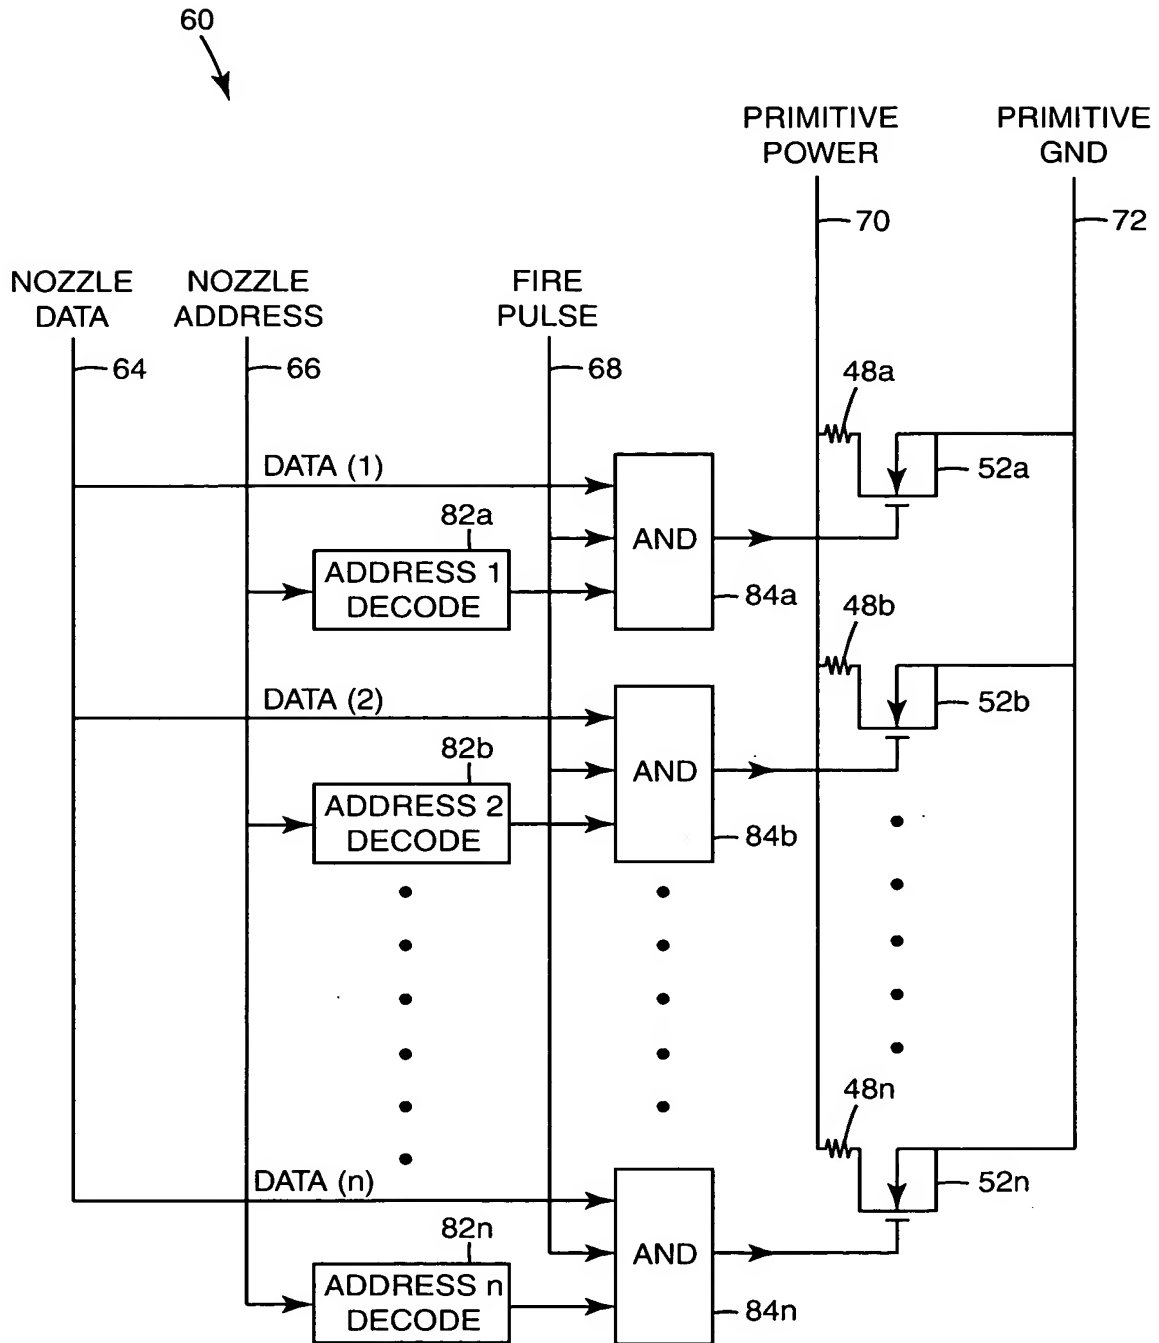 60
PRIMITIVE
POWER
PRIMITIVE
GND
70
72
NOZZLE
DATA
NOZZLE
ADDRESS
FIRE
PULSE
64
66
68
48a
52a
DATA (1)
82a
ADDRESS 1
DECODE
AND
84a
48b
52b
DATA (2)
82b
ADDRESS 2
DECODE
AND
84b
48n
52n
DATA (n)
82n
ADDRESS n
DECODE
AND
84n